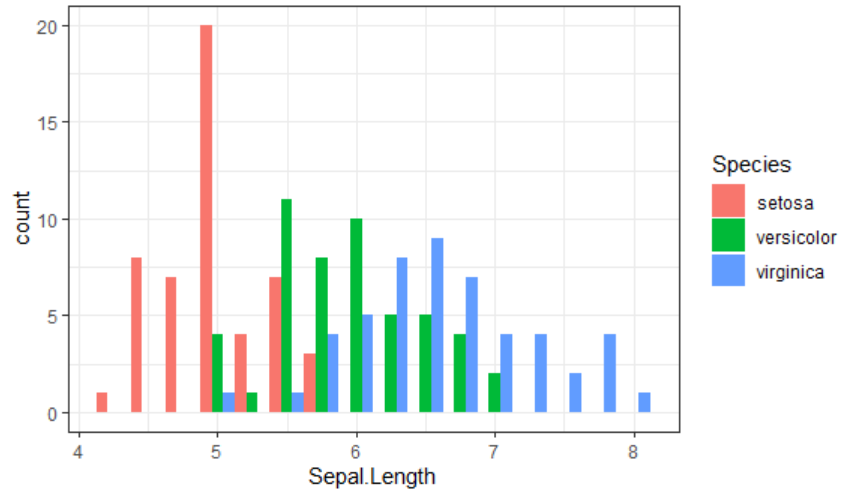 20
15
10
5
0
count
4
5
6
7
8
Sepal.Length
Species
setosa
versicolor
virginica